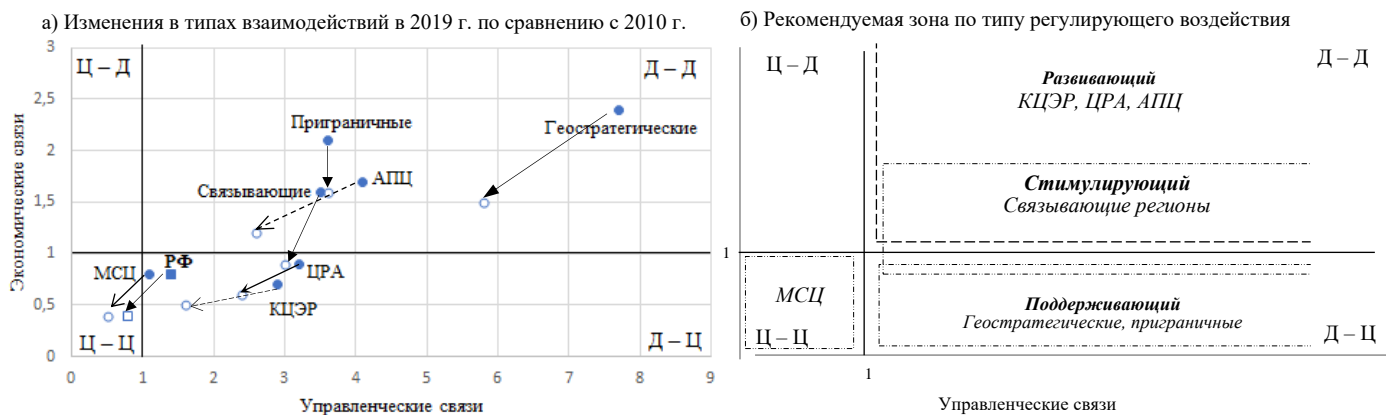 а) Изменения в типах взаимодействий в 2019 г. по сравнению с 2010 г.
3
2,5
2
1,5
1
0,5
0
Экономические связи
Ц – Д
Д – Д
Приграничные
Геостратегические
Связывающие
АПЦ
МСЦ
РФ
ЦРА
КЦЭР
Ц – Ц
Д – Ц
0 1 2 3 4 5 6 7 8 9
Управленческие связи
б) Рекомендуемая зона по типу регулирующего воздействия
Ц – Д
Д – Д
Развивающий
КЦЭР, ЦРА, АПЦ
Стимулирующий
Связывающие регионы
1
МСЦ
Ц – Ц
Поддерживающий
Геостратегические, приграничные
Д – Ц
1
Управленческие связи